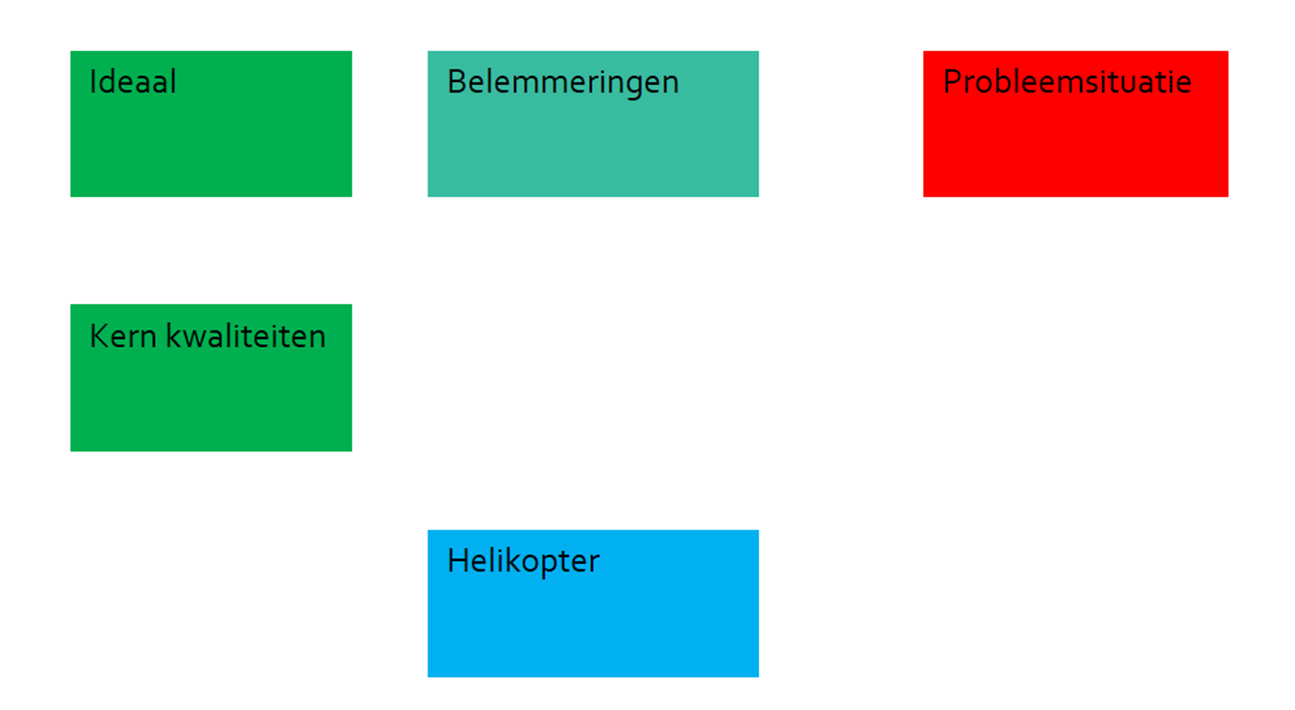 Ideaal
Belemmeringen
Probleemsituatie
Kern kwaliteiten
Helikopter